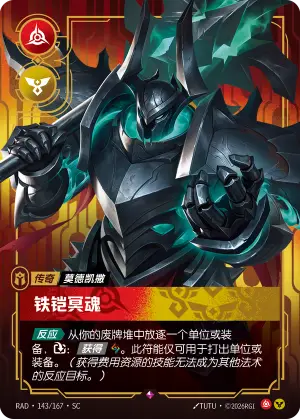 传奇 莫德凯撒
铁铠冥魂
反应 从你的废牌堆中放逐一个单位或装
备，：获得 。此符能仅可用于打出单位或
装备。（获得费用资源的技能无法成为其他法术
的反应目标。）
RAD • 143/167 • SC
TUTU / ©2026RGI